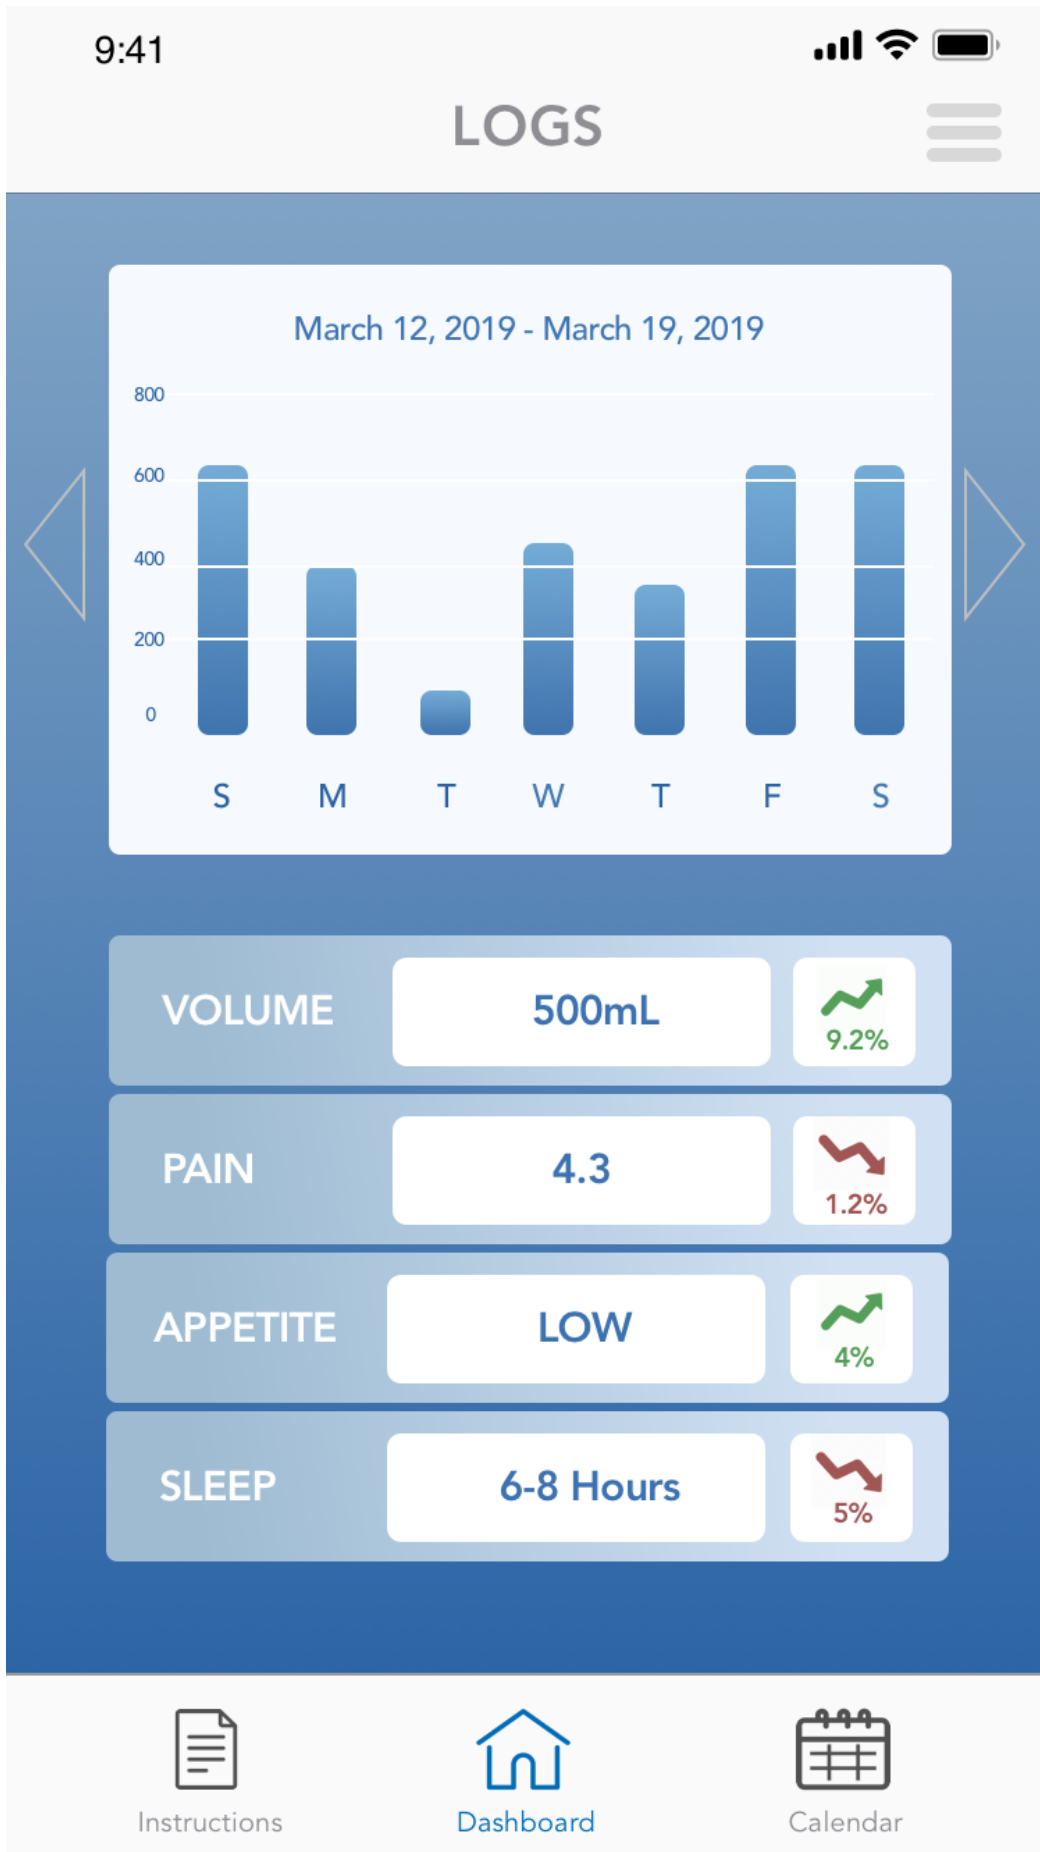 9:41
LOGS
March 12, 2019 - March 19, 2019
800
600
400
200
0
S M T W T F S
VOLUME 500mL 9.2%
PAIN 4.3 1.2%
APPETITE LOW 4%
SLEEP 6-8 Hours 5%
Instructions Dashboard Calendar